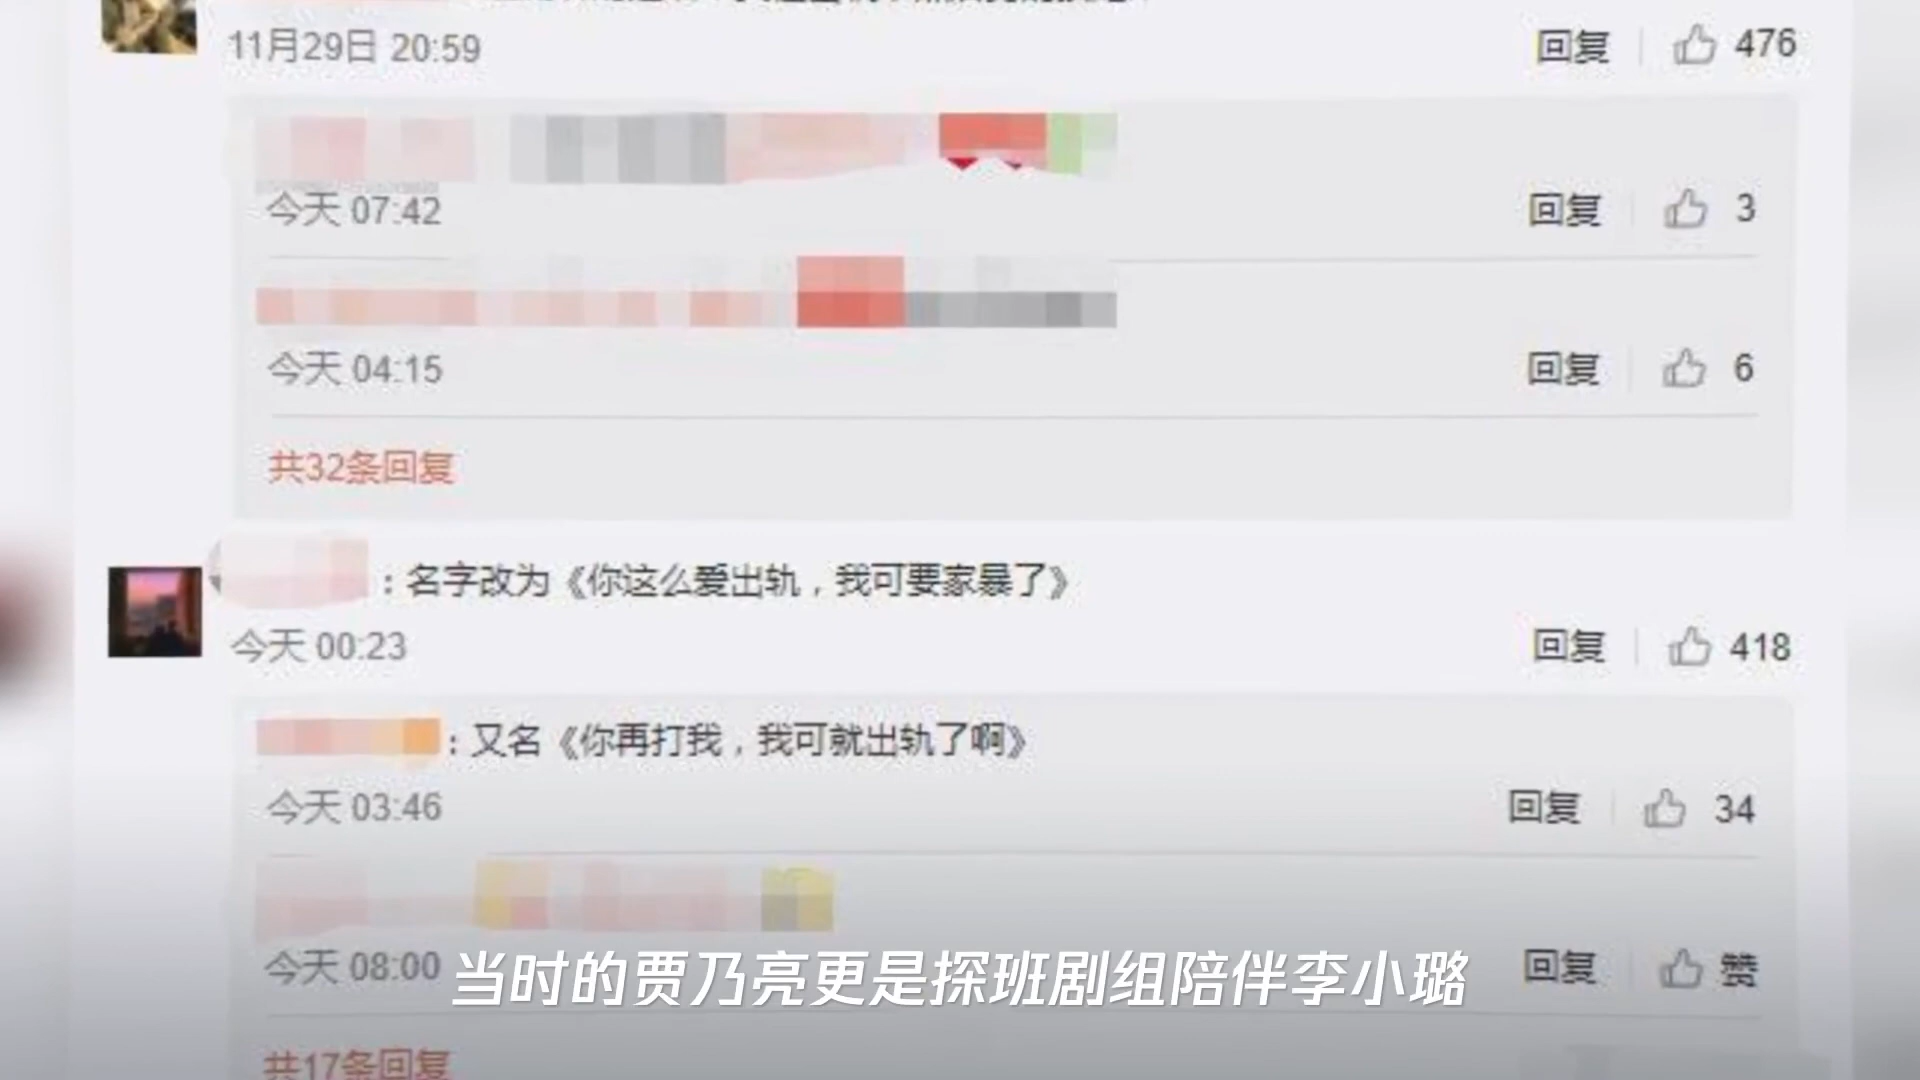 11月29日 20:59 回复 476
今天 07:42 回复 3
今天 04:15 回复 6
共32条回复
：名字改为《你这么爱出轨，我可要家暴了》
今天 00:23 回复 418
：又名《你再打我，我可就出轨了啊》
今天 03:46 回复 34
今天 08:00 回复 赞
当时的贾乃亮更是探班剧组陪伴李小璐
共17条回复